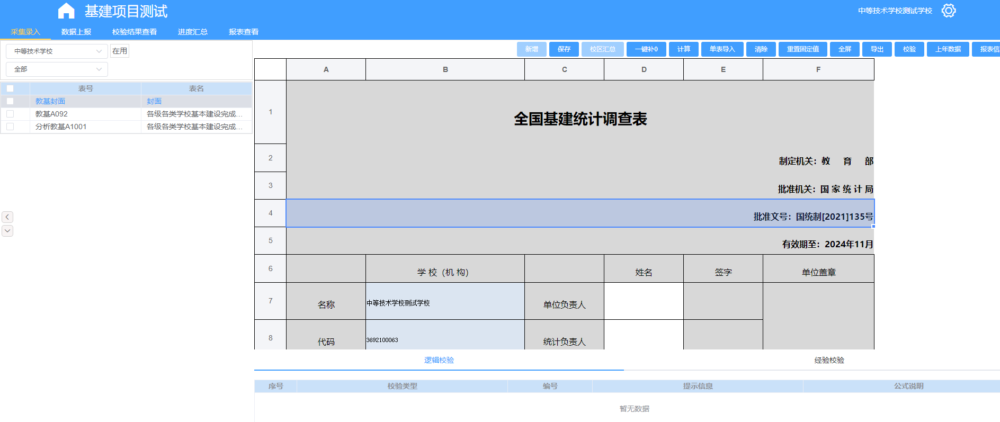 基建项目测试
中等技术学校测试学校
采集录入 数据上报 校验结果查看 进度汇总 报表查看
中等技术学校 在用
全部
表号 表名
教基封面 封面
教基A092 各级各类学校基本建设完成...
分析教基A1001 各级各类学校基本建设完成...
新增 保存 校区汇总 一键补0 计算 单表导入 清除 重置固定值 全屏 导出 校验 上年数据 报表信
A B C D E F
1 全国基建统计调查表
2 制定机关：教 育 部
3 批准机关：国 家 统 计 局
4 批准文号：国统制[2021]135号
5 有效期至：2024年11月
6 学 校（机 构） 姓名 签字 单位盖章
7 名称 中等技术学校测试学校 单位负责人
8 代码 3692100063 统计负责人
逻辑校验 经验校验
序号 校验类型 编号 提示信息 公式说明
暂无数据